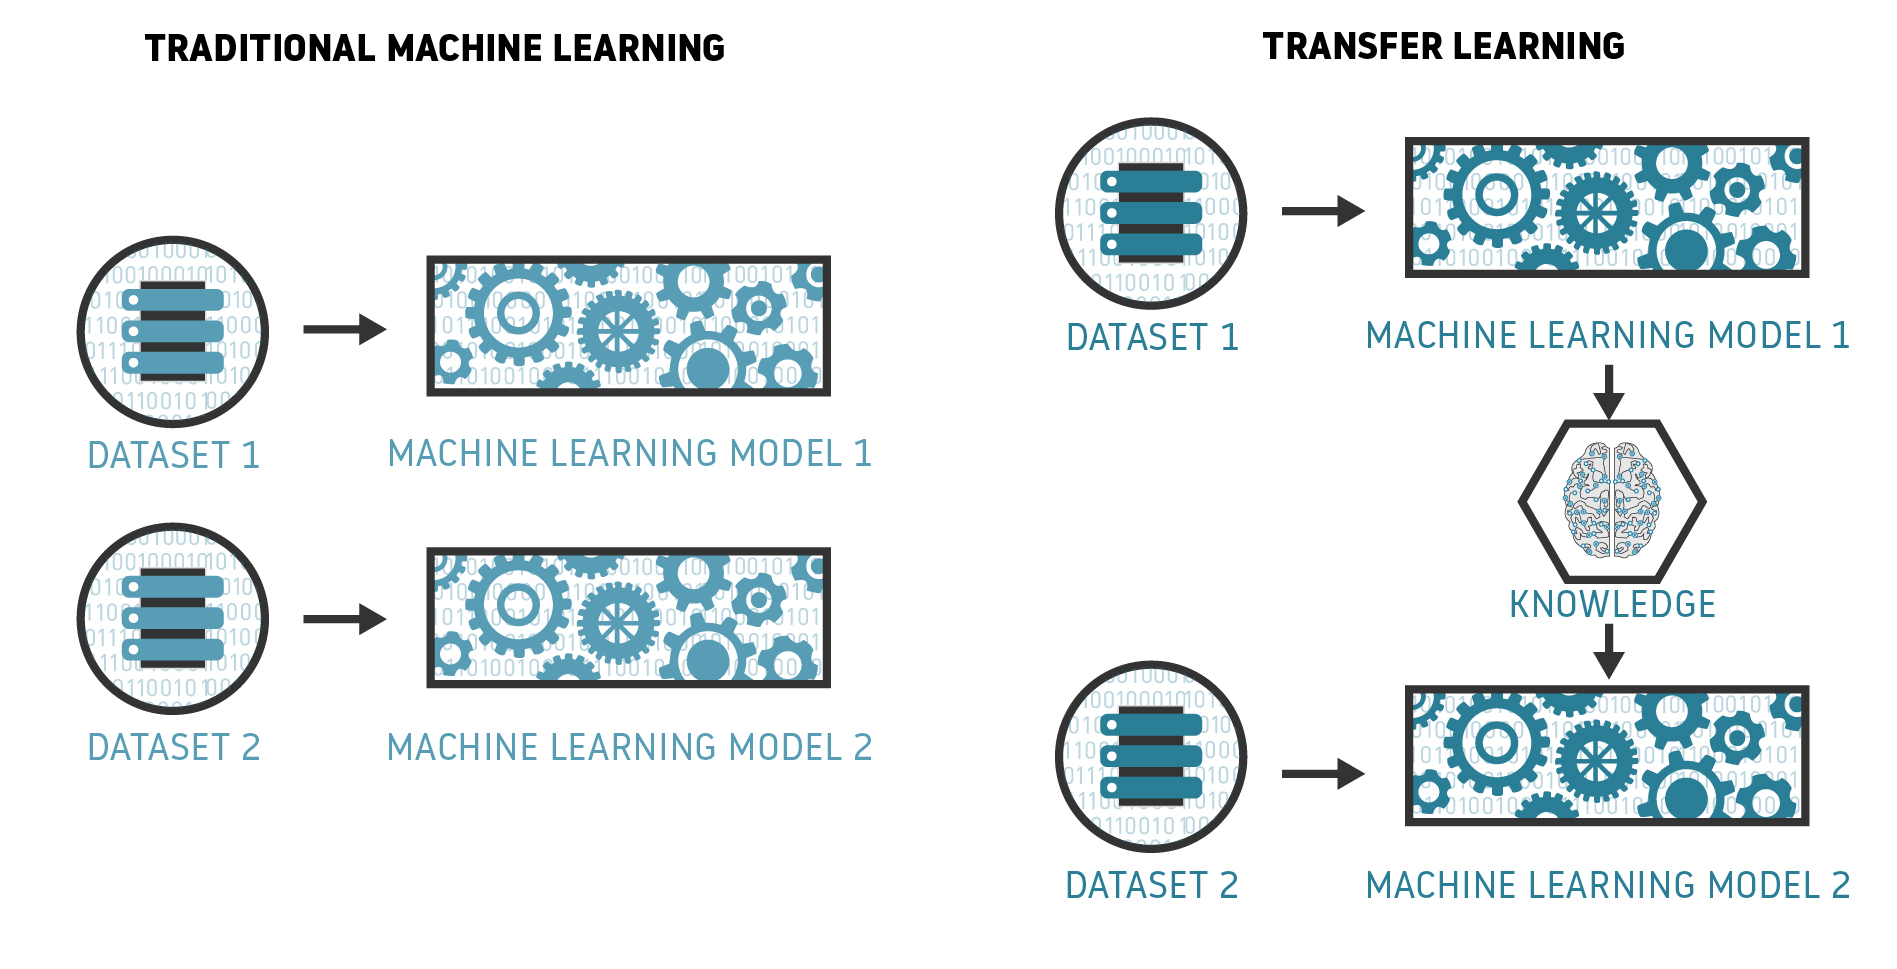 TRADITIONAL MACHINE LEARNING
DATASET 1
MACHINE LEARNING MODEL 1
DATASET 2
MACHINE LEARNING MODEL 2
TRANSFER LEARNING
DATASET 1
MACHINE LEARNING MODEL 1
KNOWLEDGE
DATASET 2
MACHINE LEARNING MODEL 2